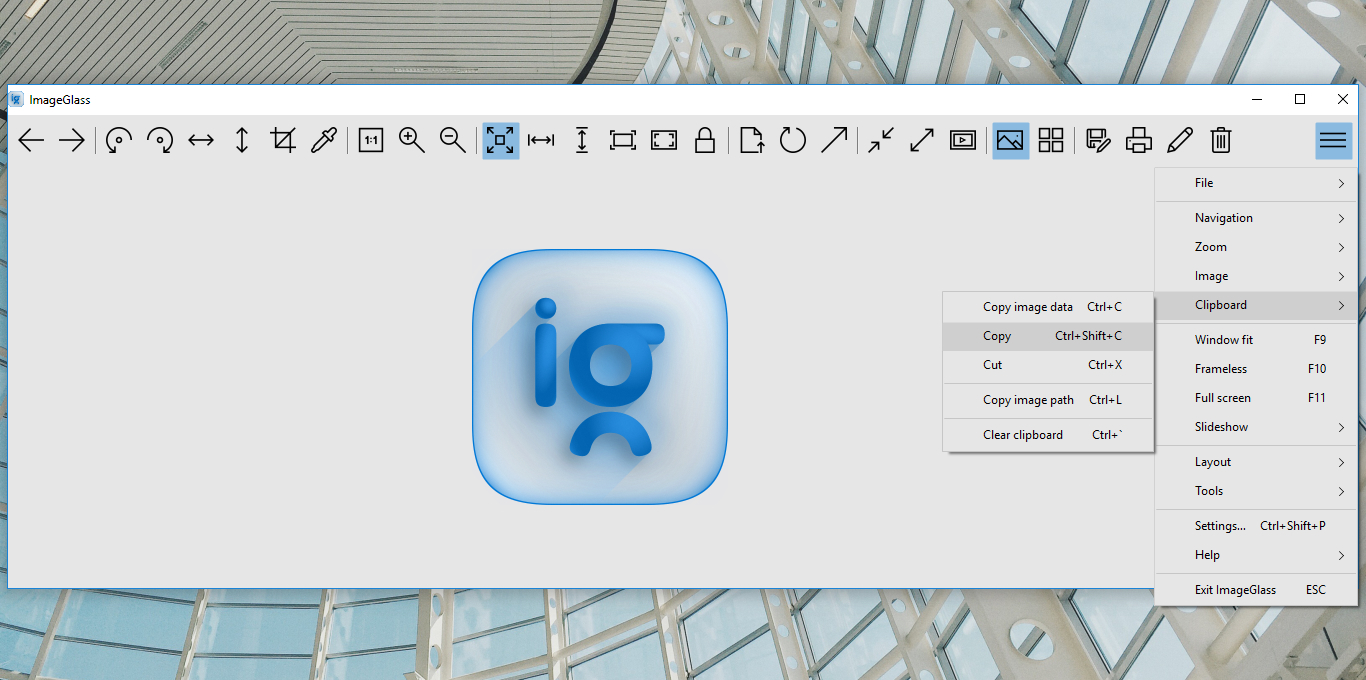 ImageGlass
1:1
File
Navigation
Zoom
Image
Clipboard
Copy image data Ctrl+C
Copy Ctrl+Shift+C
Cut Ctrl+X
Copy image path Ctrl+L
Clear clipboard Ctrl+`
Window fit F9
Frameless F10
Full screen F11
Slideshow
Layout
Tools
Settings... Ctrl+Shift+P
Help
Exit ImageGlass ESC
ig